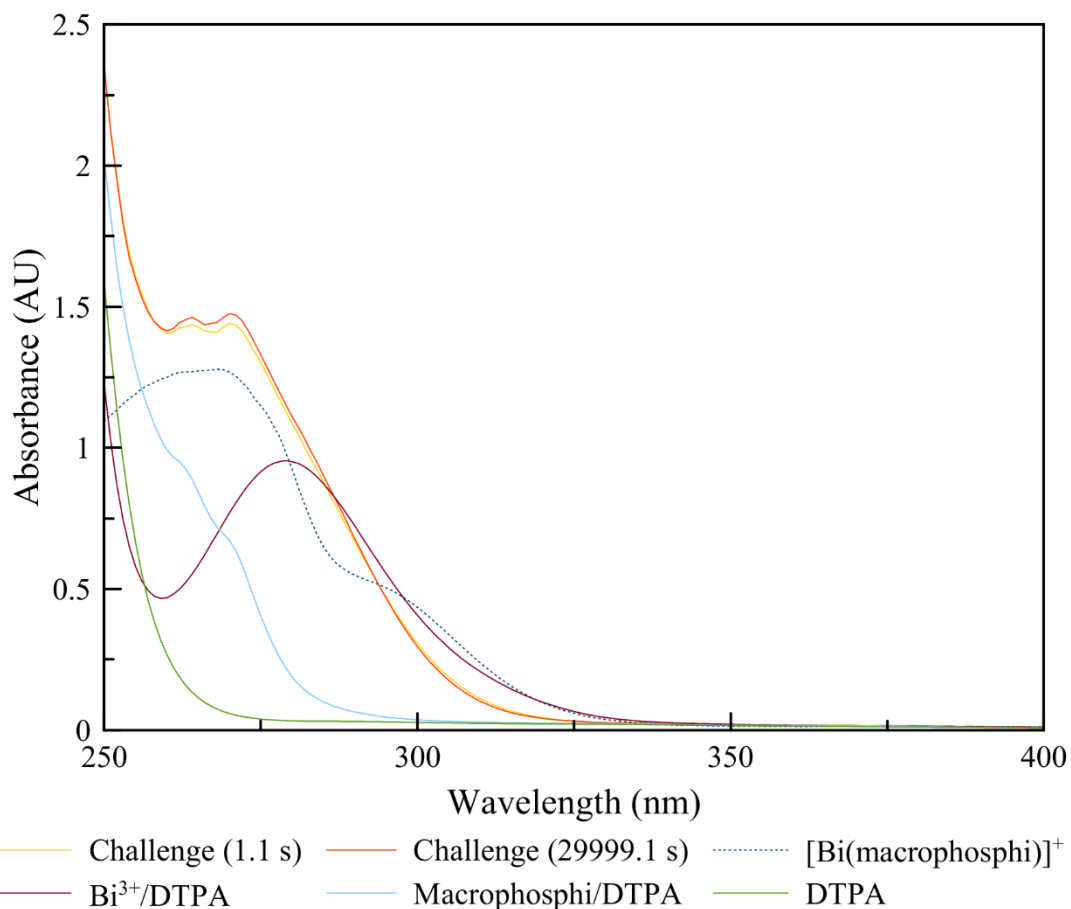 2.5
2
1.5
1
0.5
0
Absorbance (AU)
250 300 350 400
Wavelength (nm)
Challenge (1.1 s) Challenge (29999.1 s) [Bi(macrophosphi)]⁺
Bi³⁺/DTPA Macrophosphi/DTPA DTPA